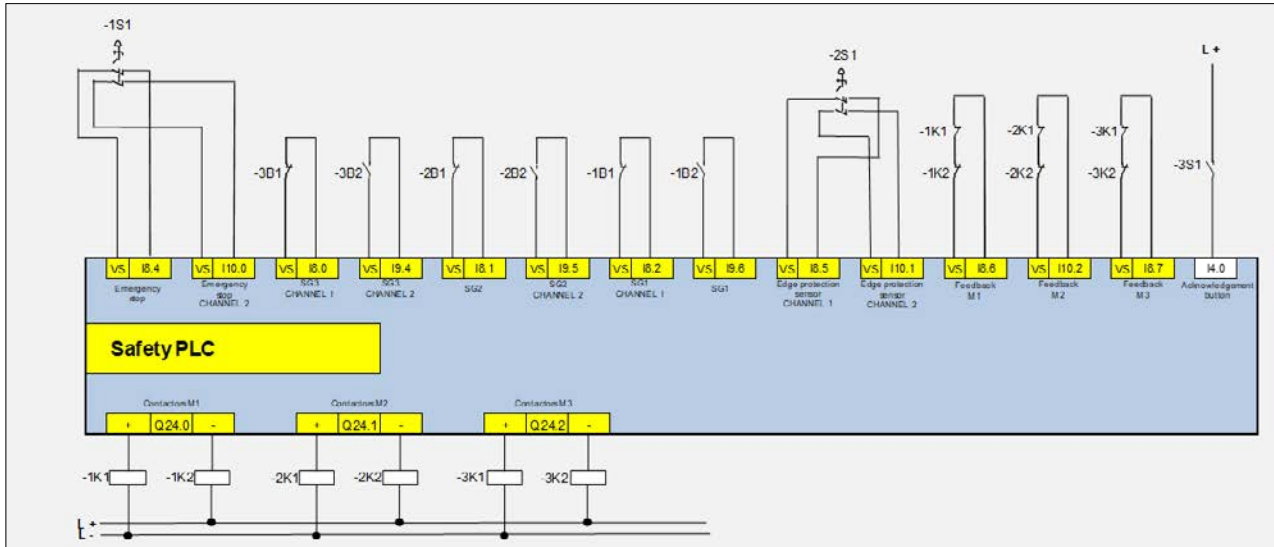 -1S1
-2S1
L +
-3B1
-3B2
-2B1
-2B2
-1B1
-1B2
-1K1
-1K2
-2K1
-2K2
-3K1
-3K2
-3S1
VS I8.4
VS I10.0
VS I8.0
VS I9.4
VS I8.1
VS I9.5
VS I8.2
VS I9.6
VS I8.5
VS I10.1
VS I8.6
VS I10.2
VS I8.7
I4.0
Emergency
stop
Emergency
stop
CHANNEL 2
SG3
CHANNEL 1
SG3
CHANNEL 2
SG2
SG2
CHANNEL 2
SG1
CHANNEL 1
SG1
Edge protection
sensor
CHANNEL 1
Edge protection
sensor
CHANNEL 2
Feedback
M1
Feedback
M2
Feedback
M3
Acknowledgement
button
Safety PLC
Contactors M1
Contactors M2
Contactors M3
+ Q24.0 -
+ Q24.1 -
+ Q24.2 -
-1K1
-1K2
-2K1
-2K2
-3K1
-3K2
L +
L -